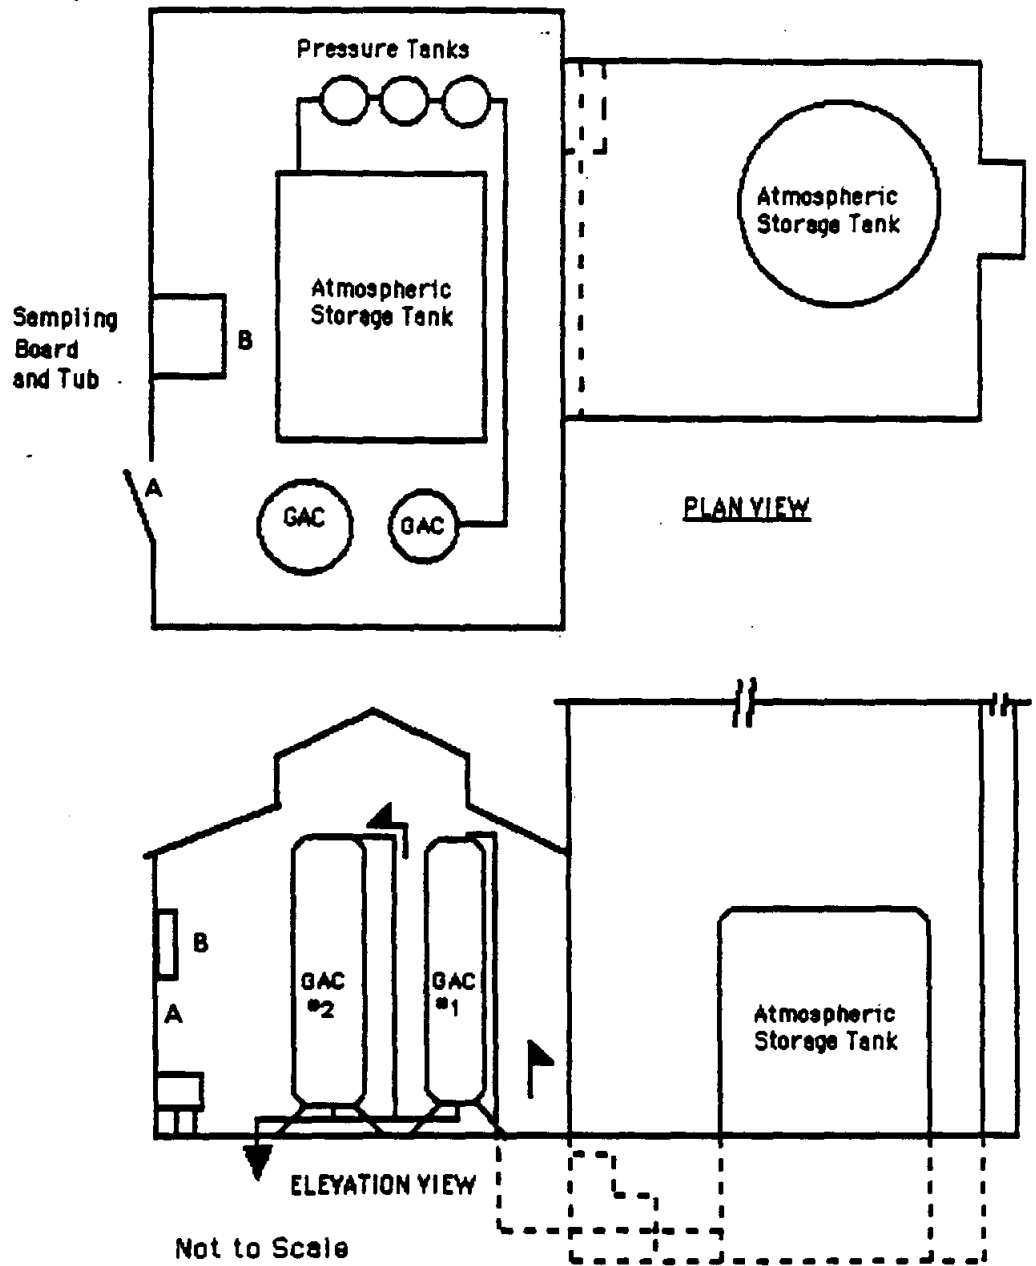 Pressure Tanks
Atmospheric
Storage Tank
Atmospheric
Storage Tank
Sampling
Board
and Tub
B
A
GAC
GAC
PLAN VIEW
B
A
GAC
#2
GAC
#1
Atmospheric
Storage Tank
ELEVATION VIEW
Not to Scale